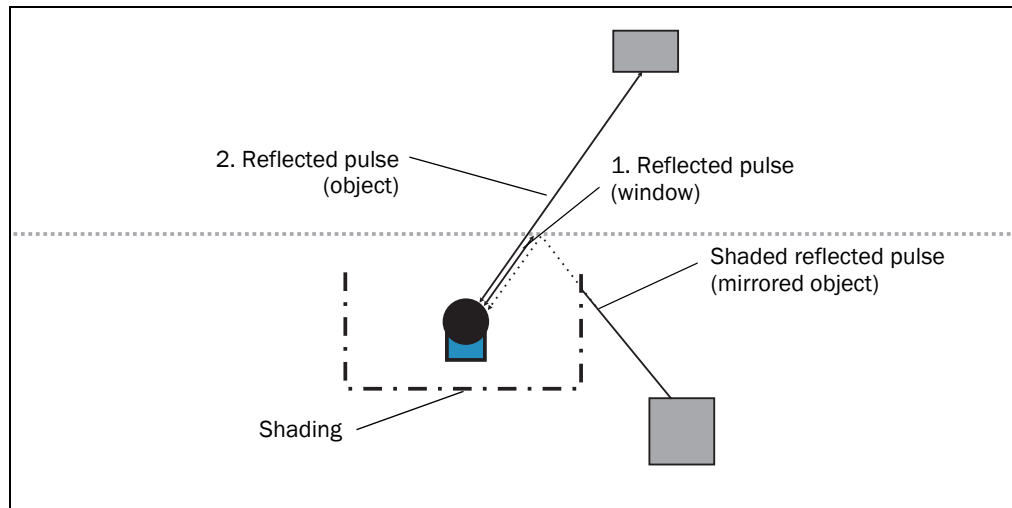 2. Reflected pulse
(object)
1. Reflected pulse
(window)
Shaded reflected pulse
(mirrored object)
Shading